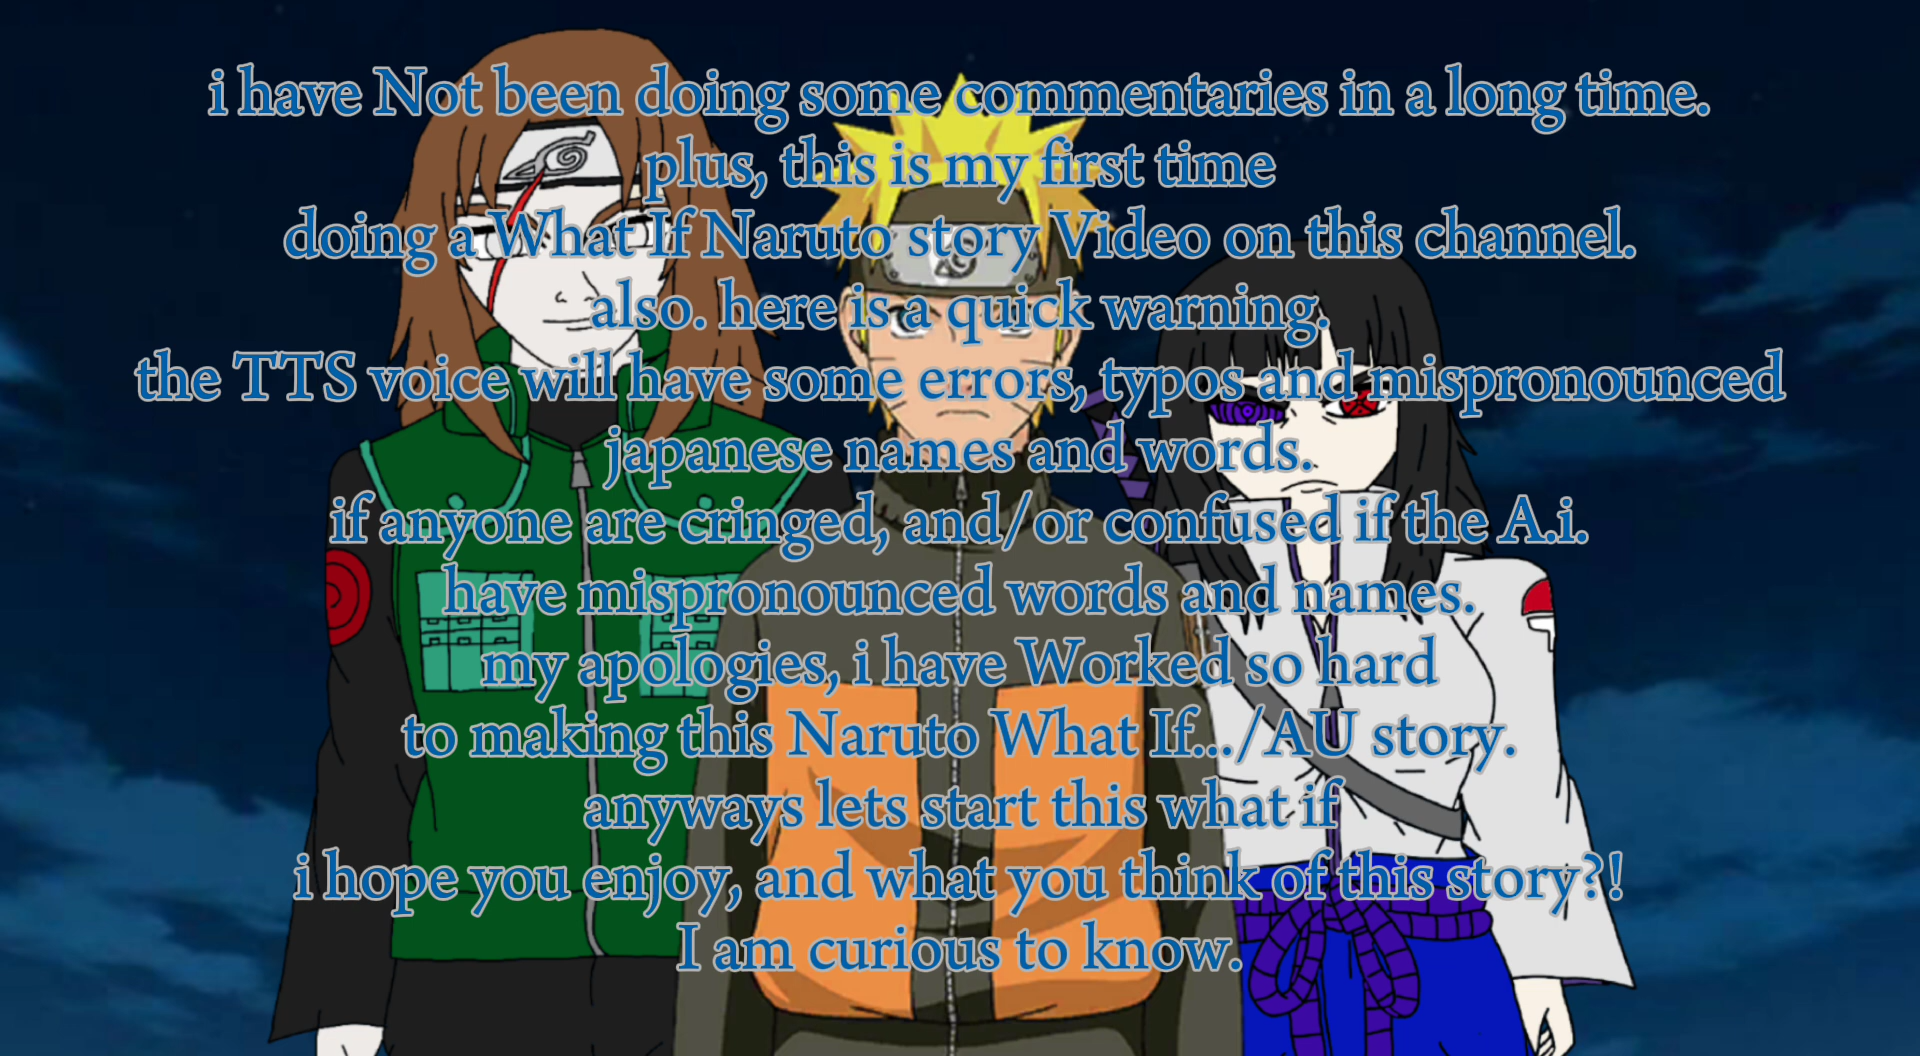 i have Not been doing some commentaries in a long time.
plus, this is my first time
doing a What If Naruto story Video on this channel.
also. here is a quick warning.
the TTS voice will have some errors, typos and mispronounced
japanese names and words.
if anyone are cringed, and/or confused if the A.i.
have mispronounced words and names.
my apologies, i have Worked so hard
to making this Naruto What If.../AU story.
anyways lets start this what if
i hope you enjoy, and what you think of this story?!
I am curious to know.